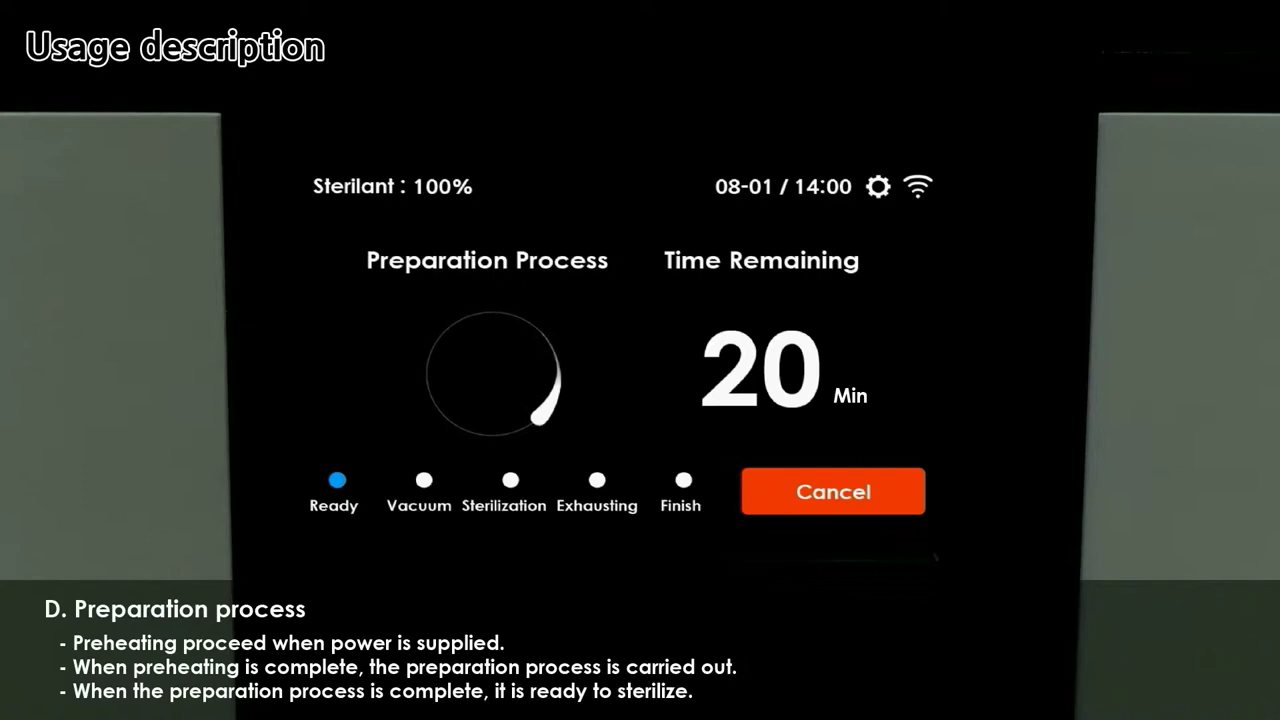 Usage description
Sterilant : 100%
08-01 / 14:00
Preparation Process
Time Remaining
20 Min
Ready
Vacuum
Sterilization
Exhausting
Finish
Cancel
D. Preparation process
- Preheating proceed when power is supplied.
- When preheating is complete, the preparation process is carried out.
- When the preparation process is complete, it is ready to sterilize.